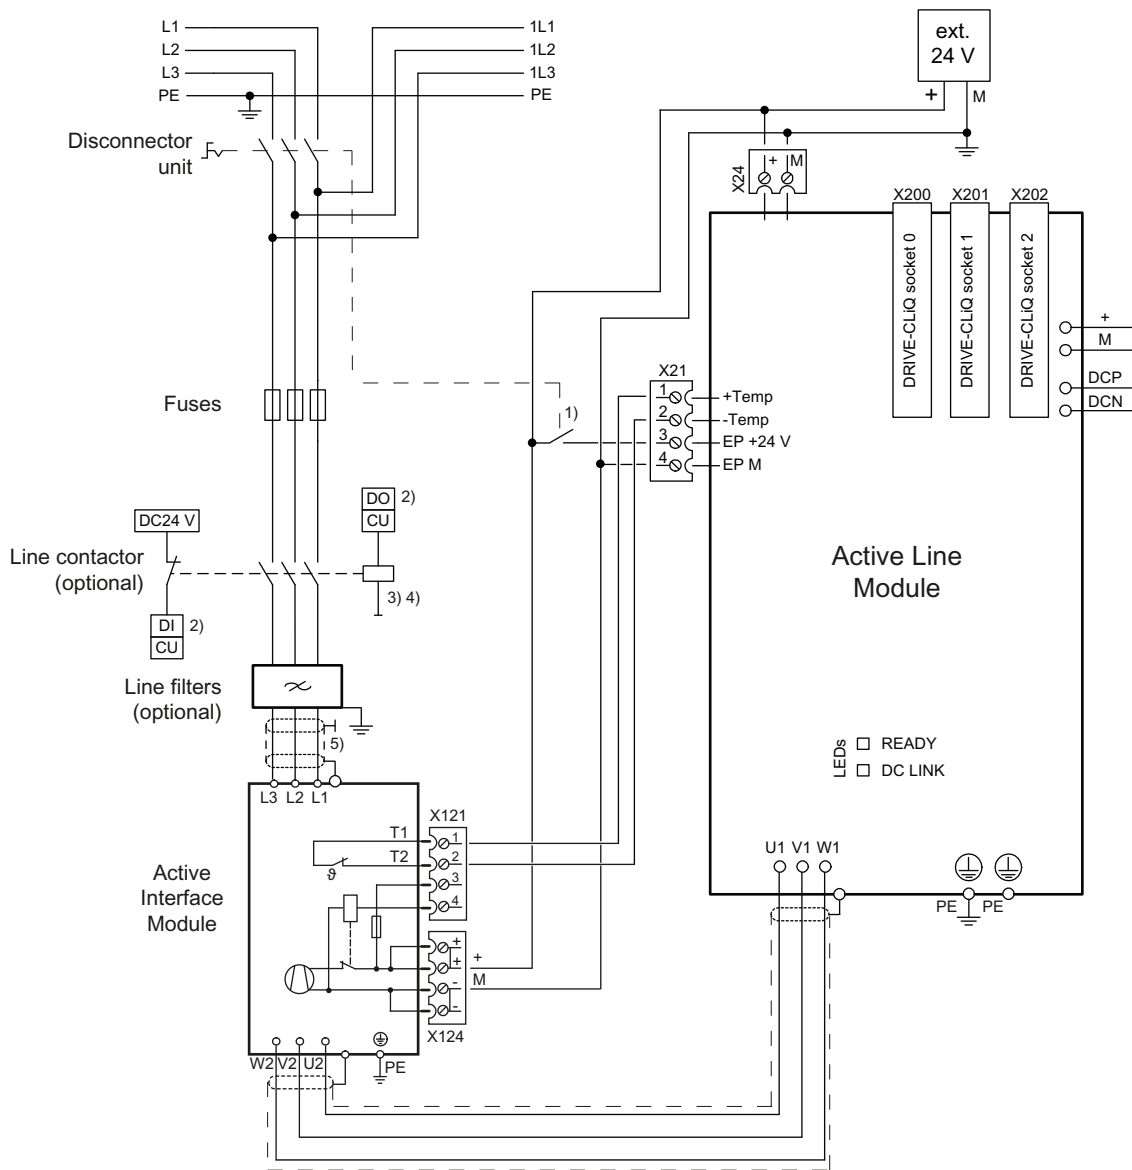 L1
1L1
L2
1L2
L3
1L3
PE
PE
ext.
24 V
+
M
Disconnector
unit
X24
+
M
X200
X201
X202
DRIVE-CLiQ socket 0
DRIVE-CLiQ socket 1
DRIVE-CLiQ socket 2
+
M
DCP
DCN
X21
1
+Temp
2
-Temp
3
EP +24 V
4
EP M
1)
Fuses
DC24 V
DO
2)
CU
Line contactor
(optional)
3) 4)
DI
2)
CU
Active Line
Module
Line filters
(optional)
5)
LEDs
READY
DC LINK
L3
L2
L1
X121
T1
1
T2
2
ϑ
3
4
Active
Interface
Module
U1
V1
W1
PE
PE
+
+
+
-
M
-
X124
W2
V2
U2
PE